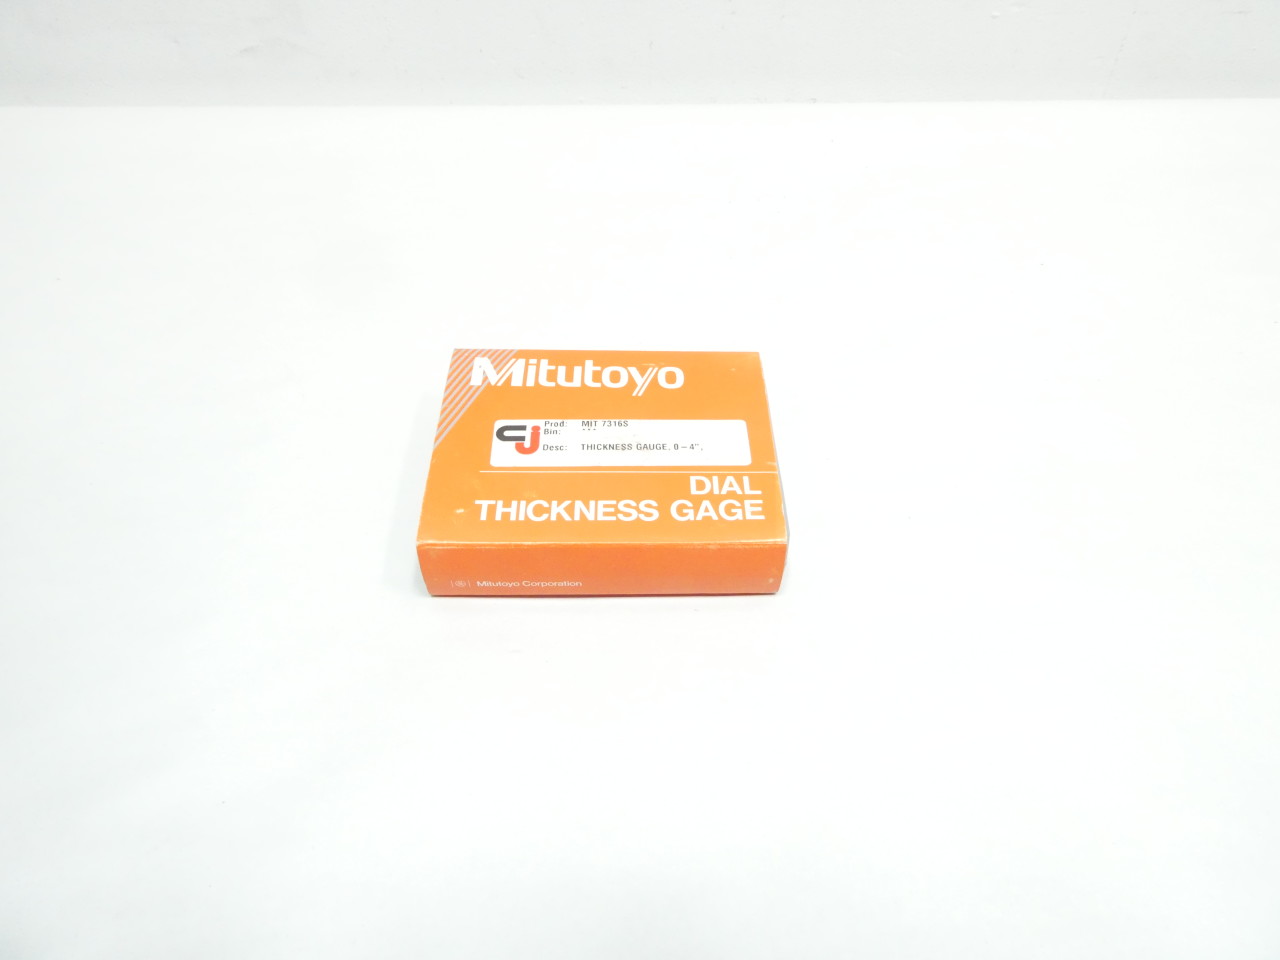 Mitutoyo
Prod: MIT 7316S
Bin: ***
Desc: THICKNESS GAUGE, 0-4",
DIAL
THICKNESS GAGE
Mitutoyo Corporation